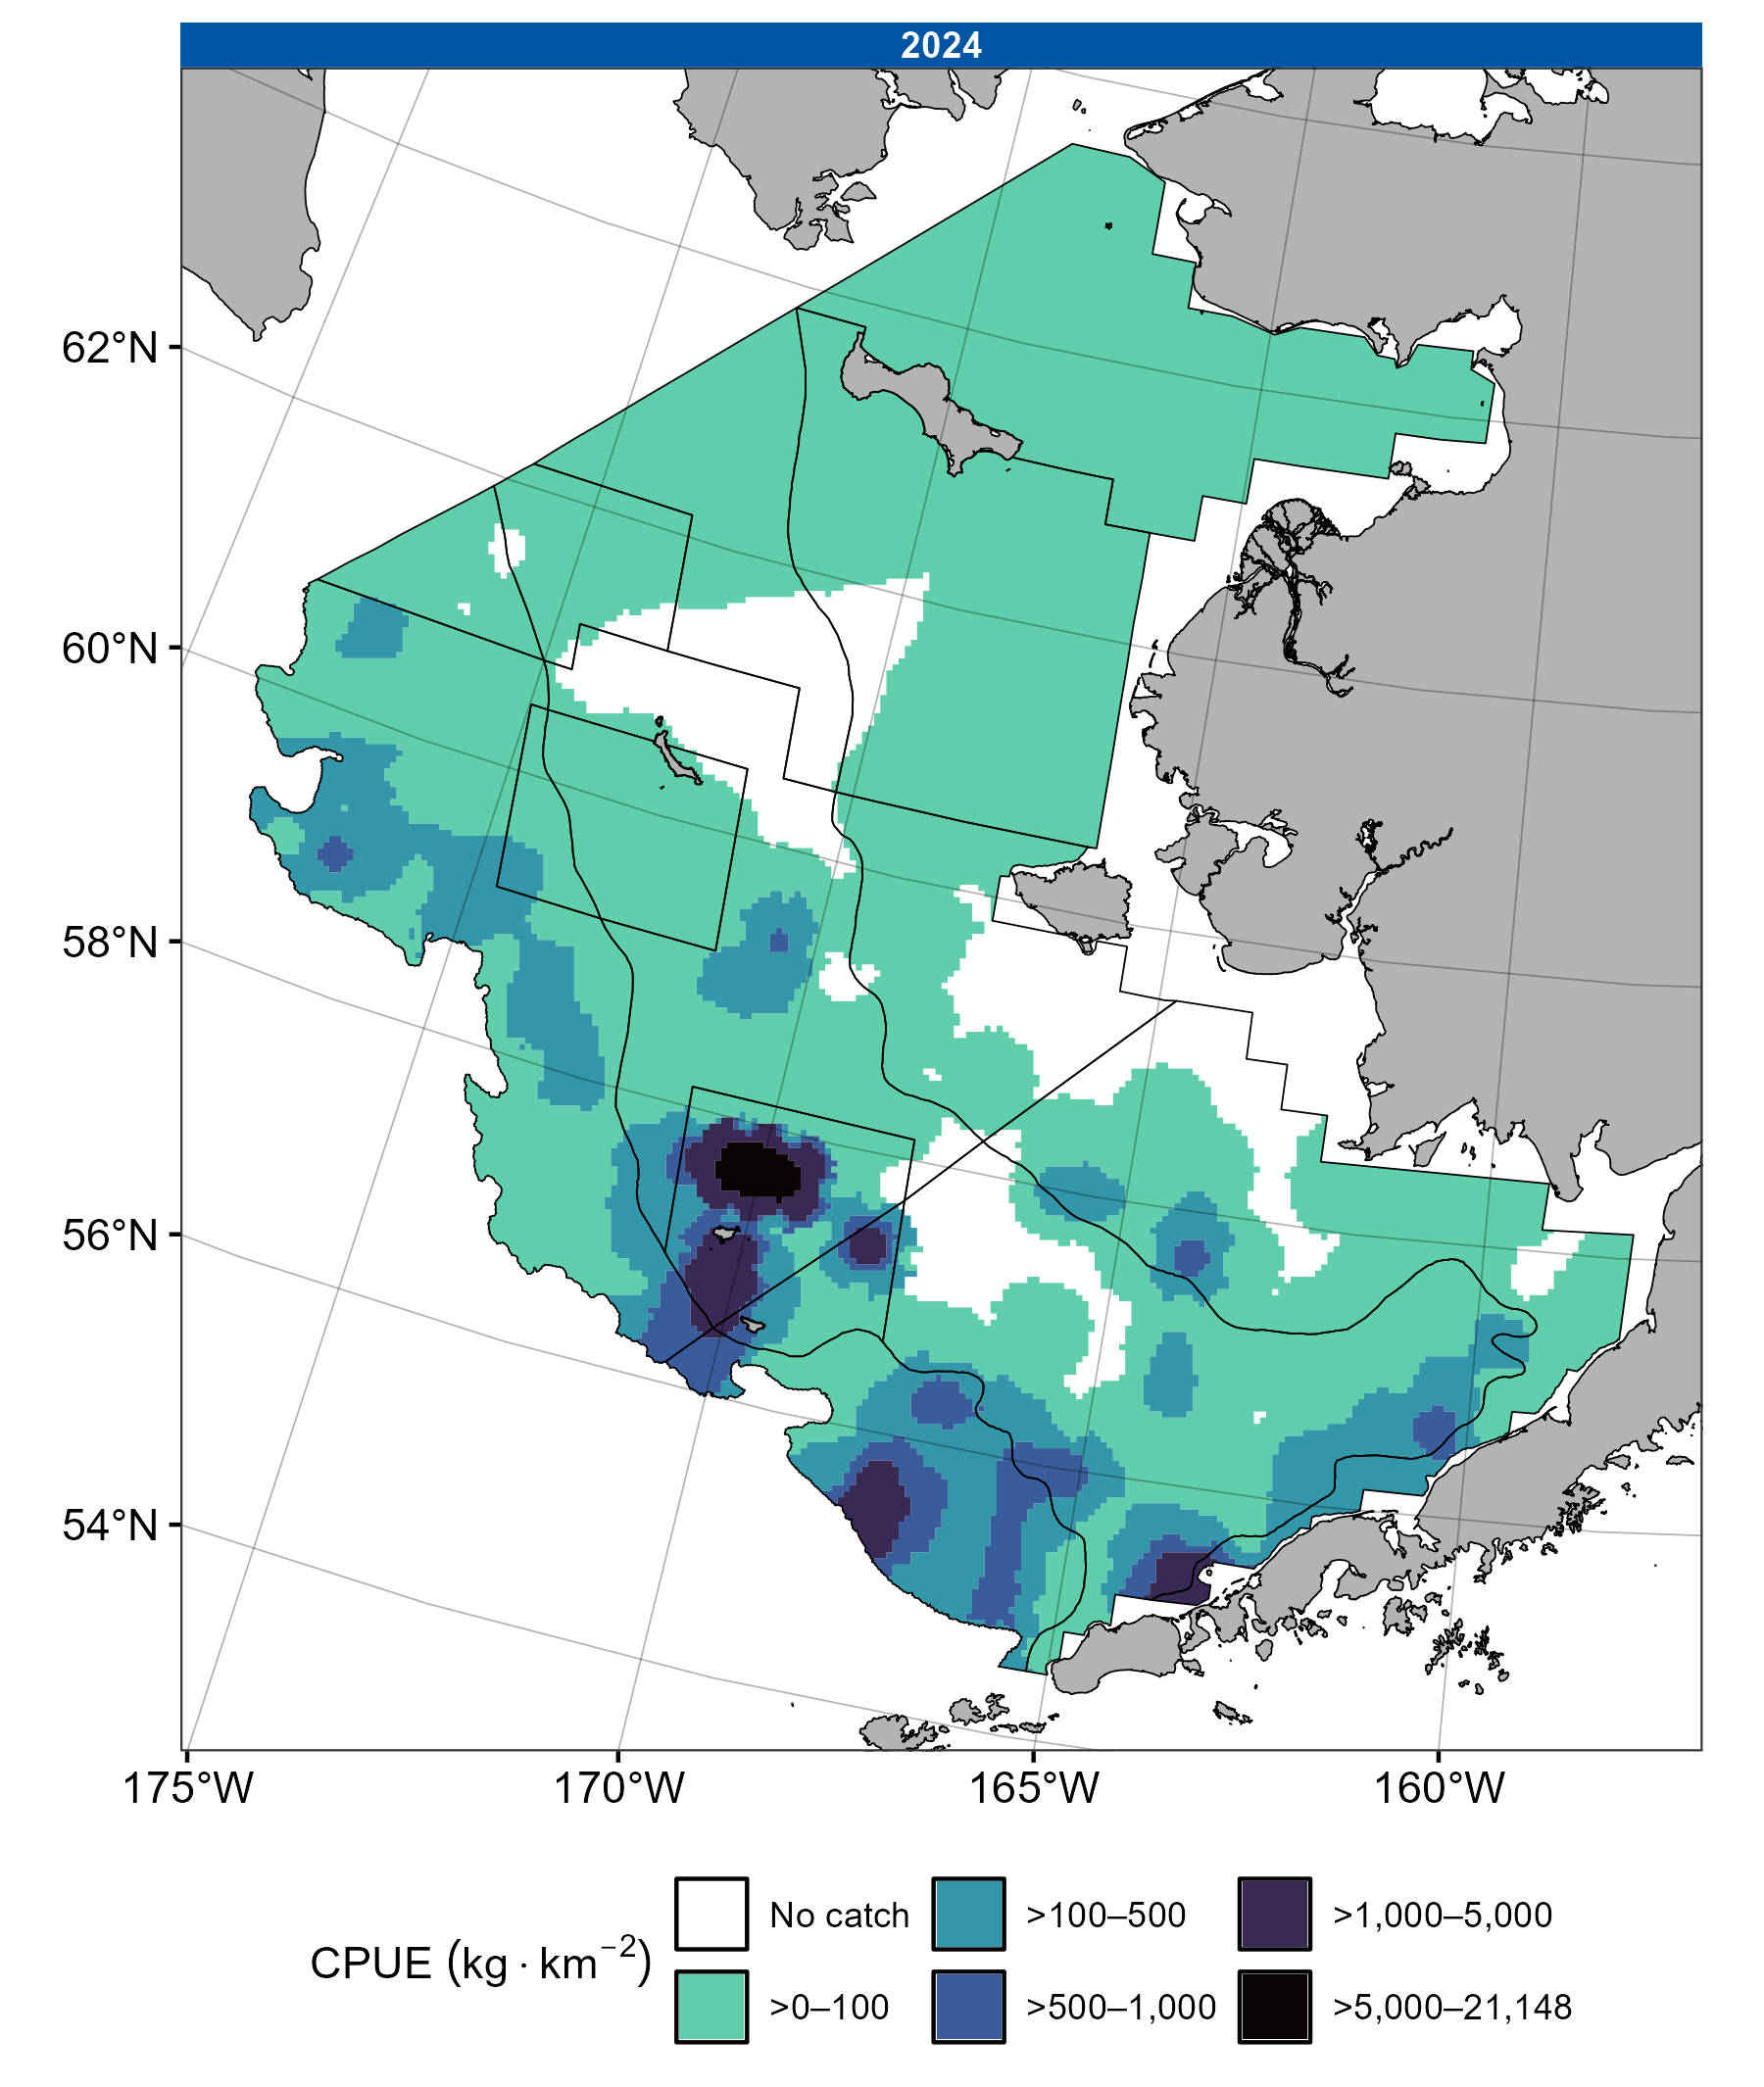 2024
62°N
60°N
58°N
56°N
54°N
175°W 170°W 165°W 160°W
CPUE (kg · km⁻²)
No catch >100–500 >1,000–5,000
>0–100 >500–1,000 >5,000–21,148